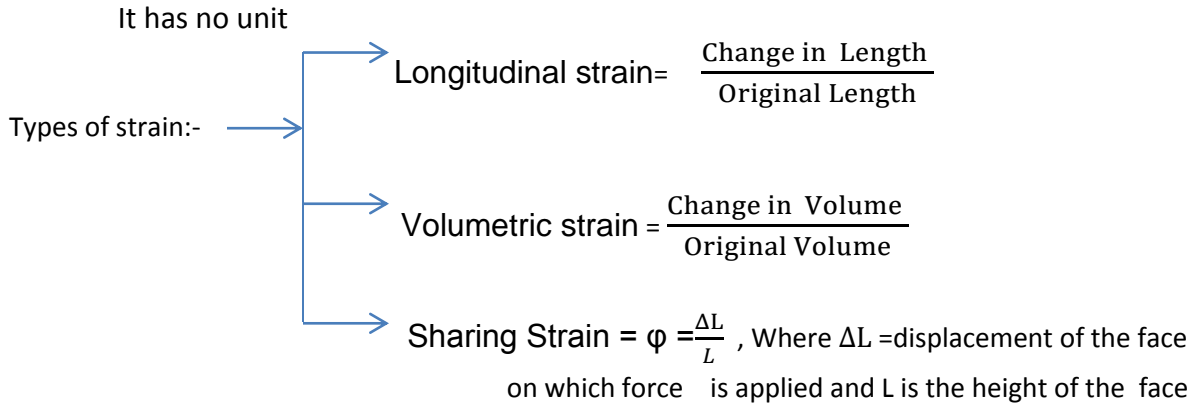 It has no unit
Longitudinal strain= Change in Length / Original Length
Types of strain:-
Volumetric strain = Change in Volume / Original Volume
Sharing Strain = φ =ΔL/L , Where ΔL =displacement of the face
on which force is applied and L is the height of the face